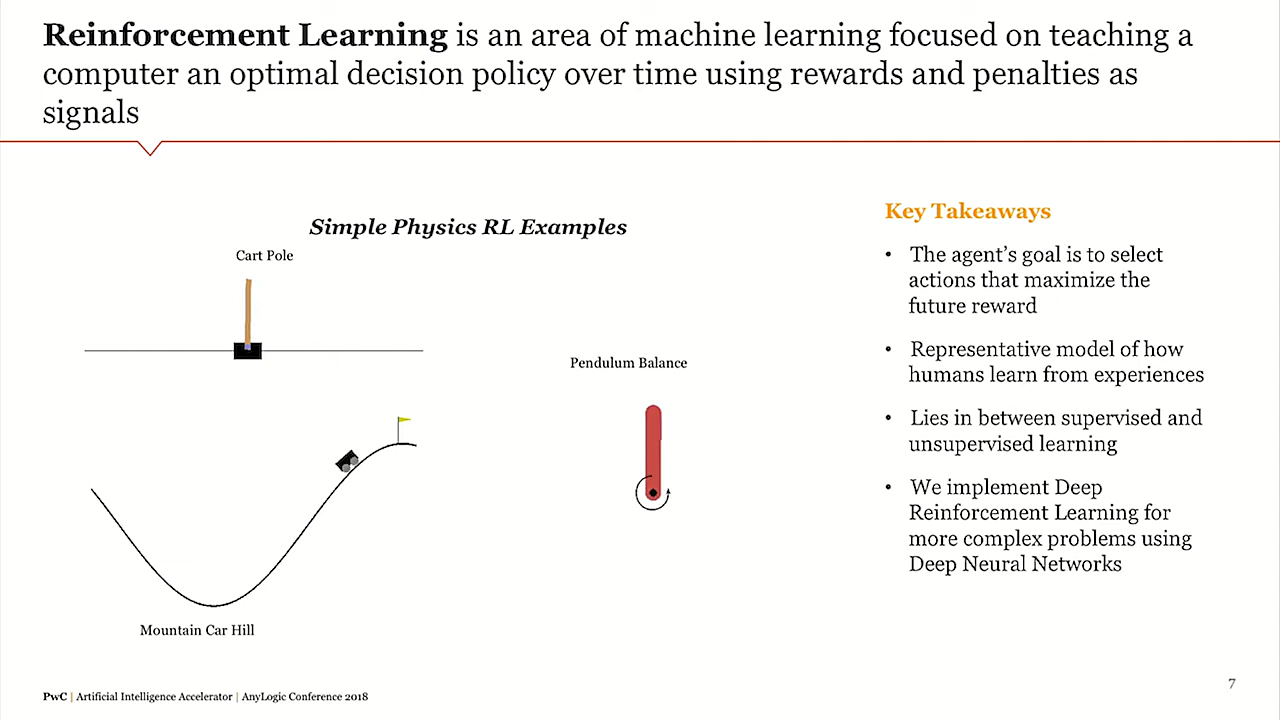 Reinforcement Learning is an area of machine learning focused on teaching a
computer an optimal decision policy over time using rewards and penalties as
signals
Simple Physics RL Examples
Cart Pole
Pendulum Balance
Mountain Car Hill
Key Takeaways
• The agent's goal is to select
actions that maximize the
future reward
• Representative model of how
humans learn from experiences
• Lies in between supervised and
unsupervised learning
• We implement Deep
Reinforcement Learning for
more complex problems using
Deep Neural Networks
PwC | Artificial Intelligence Accelerator | AnyLogic Conference 2018
7